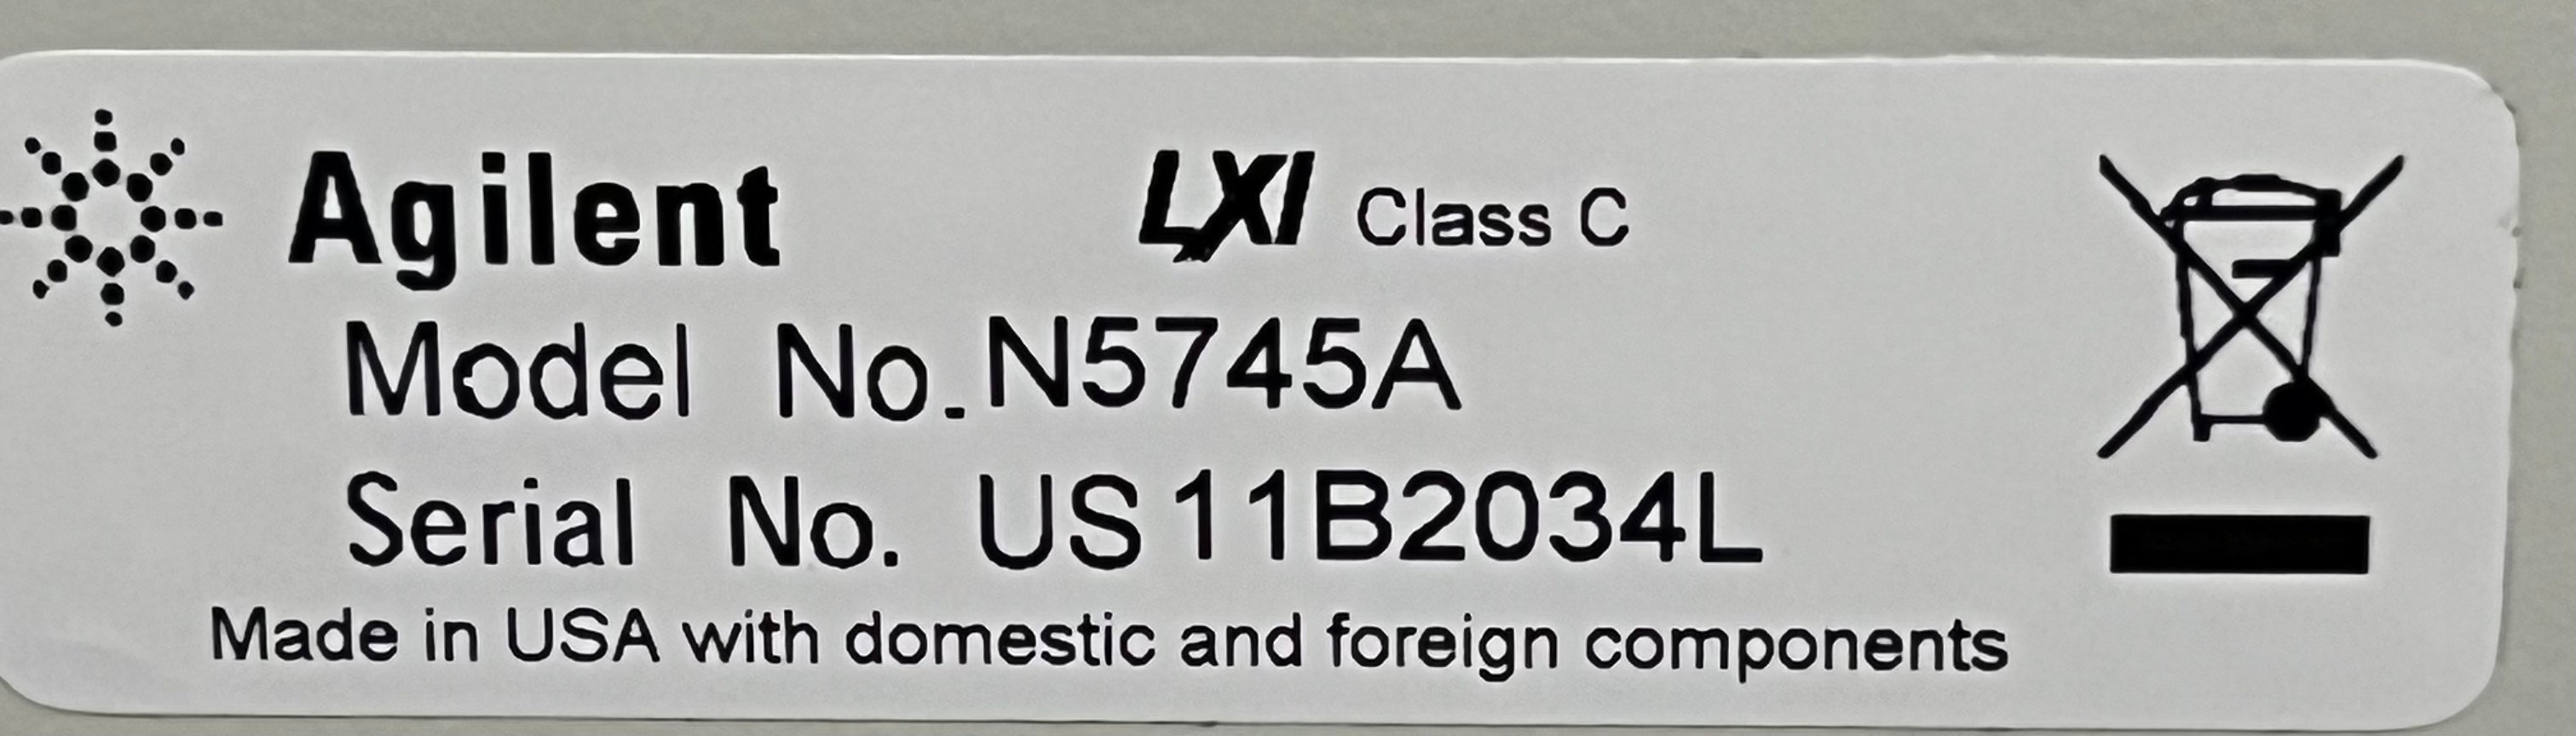 Agilent LXI Class C
Model No. N5745A
Serial No. US11B2034L
Made in USA with domestic and foreign components